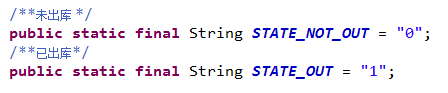 /**未出库 */
public static final String STATE_NOT_OUT = "0";
/**已出库*/
public static final String STATE_OUT = "1";